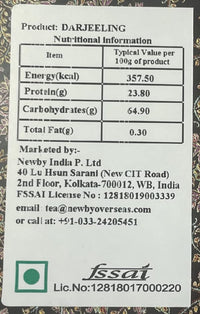 Product: DARJEELING
Nutritional Information
Item Typical Value per 100g of product
Energy(kcal) 357.50
Protein(g) 23.80
Carbohydrates(g) 64.90
Total Fat(g) 0.30
Marketed by:-
Newby India P. Ltd
40 Lu Hsun Sarani (New CIT Road)
2nd Floor, Kolkata-700012, WB, India
FSSAI License No : 12818019003339
email tea@newbyoverseas.com
or call at: +91-033-24205451
fssai
Lic.No:12818017000220